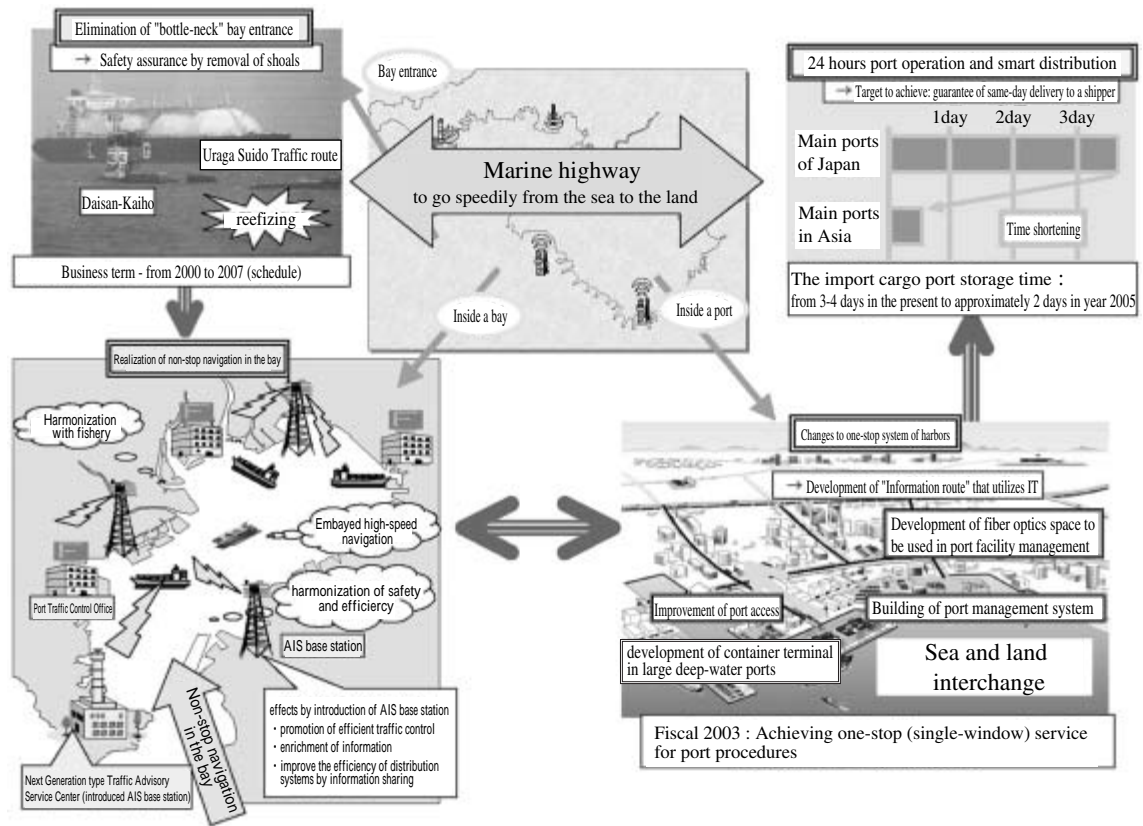 Elimination of "bottle-neck" bay entrance
→ Safety assurance by removal of shoals
Uraga Suido Traffic route
Daisan-Kaiho
reefizing
Business term - from 2000 to 2007 (schedule)
Bay entrance
Marine highway
to go speedily from the sea to the land
Inside a bay
Inside a port
24 hours port operation and smart distribution
→ Target to achieve: guarantee of same-day delivery to a shipper
1day 2day 3day
Main ports
of Japan
Main ports
in Asia
Time shortening
The import cargo port storage time :
from 3-4 days in the present to approximately 2 days in year 2005
Realization of non-stop navigation in the bay
Harmonization
with fishery
Embayed high-speed
navigation
harmonization of safety
and efficiercy
Port Traffic Control Office
AIS base station
effects by introduction of AIS base station
・promotion of efficient traffic control
・enrichment of information
・improve the efficiency of distribution
systems by information sharing
Non-stop navigation
in the bay
Next Generation type Traffic Advisory
Service Center (introduced AIS base station)
Changes to one-stop system of harbors
→ Development of "Information route" that utilizes IT
Development of fiber optics space to
be used in port facility management
Improvement of port access
Building of port management system
development of container terminal
in large deep-water ports
Sea and land
interchange
Fiscal 2003 : Achieving one-stop (single-window) service
for port procedures